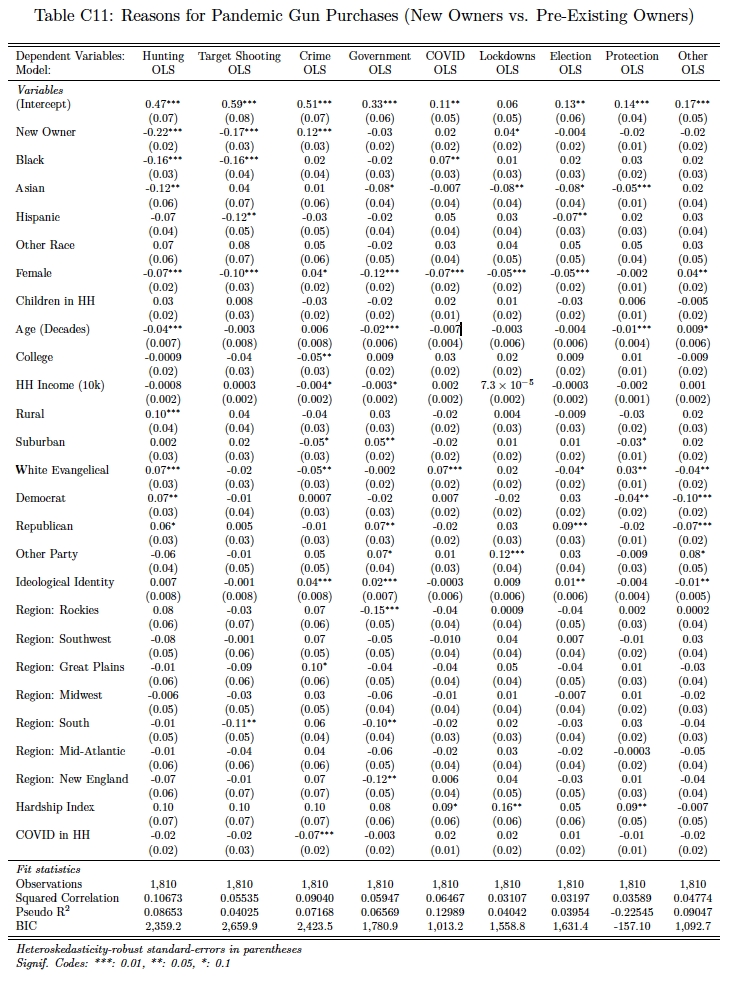 Table C11: Reasons for Pandemic Gun Purchases (New Owners vs. Pre-Existing Owners)
Dependent Variables: Hunting Target Shooting Crime Government COVID Lockdowns Election Protection Other
Model: OLS OLS OLS OLS OLS OLS OLS OLS OLS
Variables
(Intercept) 0.47*** 0.59*** 0.51*** 0.33*** 0.11** 0.06 0.13** 0.14*** 0.17***
(0.07) (0.08) (0.07) (0.06) (0.05) (0.05) (0.06) (0.04) (0.05)
New Owner -0.22*** -0.17*** 0.12*** -0.03 0.02 0.04* -0.004 -0.02 -0.02
(0.02) (0.03) (0.03) (0.02) (0.02) (0.02) (0.02) (0.01) (0.02)
Black -0.16*** -0.16*** 0.02 -0.02 0.07** 0.01 0.02 0.03 0.02
(0.03) (0.04) (0.04) (0.03) (0.03) (0.03) (0.02) (0.02) (0.03)
Asian -0.12** 0.04 0.01 -0.08* -0.007 -0.08** -0.08* -0.05*** 0.02
(0.06) (0.07) (0.06) (0.04) (0.04) (0.04) (0.04) (0.01) (0.04)
Hispanic -0.07 -0.12** -0.03 -0.02 0.05 0.03 -0.07** 0.02 0.03
(0.04) (0.05) (0.05) (0.04) (0.04) (0.04) (0.03) (0.03) (0.04)
Other Race 0.07 0.08 0.05 -0.02 0.03 0.04 0.05 0.05 0.03
(0.06) (0.07) (0.06) (0.05) (0.04) (0.05) (0.05) (0.04) (0.05)
Female -0.07*** -0.10*** 0.04* -0.12*** -0.07*** -0.05*** -0.05*** -0.002 0.04**
(0.02) (0.03) (0.02) (0.02) (0.02) (0.02) (0.02) (0.01) (0.02)
Children in HH 0.03 0.008 -0.03 -0.02 0.02 0.01 -0.03 0.006 -0.005
(0.02) (0.03) (0.02) (0.02) (0.01) (0.02) (0.02) (0.01) (0.02)
Age (Decades) -0.04*** -0.003 0.006 -0.02*** -0.007 -0.003 -0.004 -0.01*** 0.009*
(0.007) (0.008) (0.008) (0.006) (0.004) (0.006) (0.006) (0.004) (0.006)
College -0.0009 -0.04 -0.05** 0.009 0.03 0.02 0.009 0.01 -0.009
(0.02) (0.03) (0.02) (0.02) (0.02) (0.02) (0.02) (0.01) (0.02)
HH Income (10k) -0.0008 0.0003 -0.004* -0.003* 0.002 7.3 × 10⁻⁵ -0.0003 -0.002 0.001
(0.002) (0.002) (0.002) (0.002) (0.002) (0.002) (0.002) (0.001) (0.002)
Rural 0.10*** 0.04 -0.04 0.03 -0.02 0.004 -0.009 -0.03 0.02
(0.04) (0.04) (0.03) (0.03) (0.02) (0.03) (0.03) (0.02) (0.03)
Suburban 0.002 0.02 -0.05* 0.05** -0.02 0.01 0.01 -0.03* 0.02
(0.03) (0.03) (0.03) (0.02) (0.02) (0.02) (0.02) (0.01) (0.02)
White Evangelical 0.07*** -0.02 -0.05** -0.002 0.07*** 0.02 -0.04* 0.03** -0.04**
(0.03) (0.03) (0.03) (0.02) (0.02) (0.02) (0.02) (0.01) (0.02)
Democrat 0.07** -0.01 0.0007 -0.02 0.007 -0.02 0.03 -0.04** -0.10***
(0.03) (0.04) (0.03) (0.03) (0.02) (0.02) (0.02) (0.02) (0.02)
Republican 0.06* 0.005 -0.01 0.07** -0.02 0.03 0.09*** -0.02 -0.07***
(0.03) (0.03) (0.03) (0.03) (0.02) (0.02) (0.03) (0.01) (0.02)
Other Party -0.06 -0.01 0.05 0.07* 0.01 0.12*** 0.03 -0.009 0.08*
(0.04) (0.05) (0.05) (0.04) (0.03) (0.04) (0.04) (0.03) (0.05)
Ideological Identity 0.007 -0.001 0.04*** 0.02*** -0.0003 0.009 0.01** -0.004 -0.01**
(0.008) (0.008) (0.008) (0.007) (0.006) (0.006) (0.006) (0.004) (0.005)
Region: Rockies 0.08 -0.03 0.07 -0.15*** -0.04 0.0009 -0.04 0.002 0.0002
(0.06) (0.07) (0.06) (0.05) (0.04) (0.04) (0.05) (0.03) (0.04)
Region: Southwest -0.08 -0.001 0.07 -0.05 -0.010 0.04 0.007 -0.01 0.03
(0.05) (0.06) (0.05) (0.05) (0.04) (0.04) (0.04) (0.02) (0.04)
Region: Great Plains -0.01 -0.09 0.10* -0.04 -0.04 0.05 -0.04 0.01 -0.03
(0.06) (0.06) (0.06) (0.05) (0.04) (0.05) (0.05) (0.03) (0.04)
Region: Midwest -0.006 -0.03 0.03 -0.06 -0.01 0.01 -0.007 0.01 -0.02
(0.05) (0.05) (0.05) (0.04) (0.04) (0.04) (0.04) (0.02) (0.03)
Region: South -0.01 -0.11** 0.06 -0.10** -0.02 0.02 -0.03 0.03 -0.04
(0.05) (0.05) (0.04) (0.04) (0.03) (0.03) (0.04) (0.02) (0.03)
Region: Mid-Atlantic -0.01 -0.04 0.04 -0.06 -0.02 0.03 -0.02 -0.0003 -0.05
(0.06) (0.06) (0.06) (0.05) (0.04) (0.04) (0.04) (0.02) (0.04)
Region: New England -0.07 -0.01 0.07 -0.12** 0.006 0.04 -0.03 0.01 -0.04
(0.06) (0.07) (0.07) (0.05) (0.04) (0.05) (0.05) (0.03) (0.04)
Hardship Index 0.10 0.10 0.10 0.08 0.09* 0.16** 0.05 0.09** -0.007
(0.07) (0.07) (0.07) (0.06) (0.06) (0.06) (0.06) (0.05) (0.05)
COVID in HH -0.02 -0.02 -0.07*** -0.003 0.02 0.02 0.01 -0.01 -0.02
(0.02) (0.03) (0.02) (0.02) (0.01) (0.02) (0.02) (0.01) (0.02)
Fit statistics
Observations 1,810 1,810 1,810 1,810 1,810 1,810 1,810 1,810 1,810
Squared Correlation 0.10673 0.05535 0.09040 0.05947 0.06467 0.03107 0.03197 0.03589 0.04774
Pseudo R² 0.08653 0.04025 0.07168 0.06569 0.12989 0.04042 0.03954 -0.22545 0.09047
BIC 2,359.2 2,659.9 2,423.5 1,780.9 1,013.2 1,558.8 1,631.4 -157.10 1,092.7
Heteroskedasticity-robust standard-errors in parentheses
Signif. Codes: ***: 0.01, **: 0.05, *: 0.1